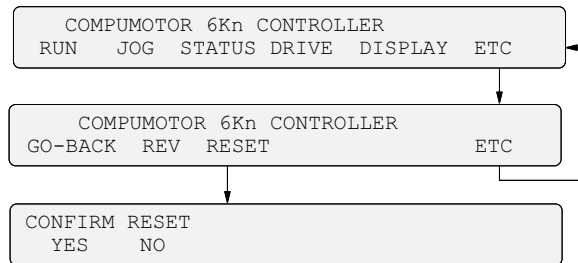 COMPUMOTOR 6Kn CONTROLLER
RUN JOG STATUS DRIVE DISPLAY ETC
COMPUMOTOR 6Kn CONTROLLER
GO-BACK REV RESET ETC
CONFIRM RESET
YES NO